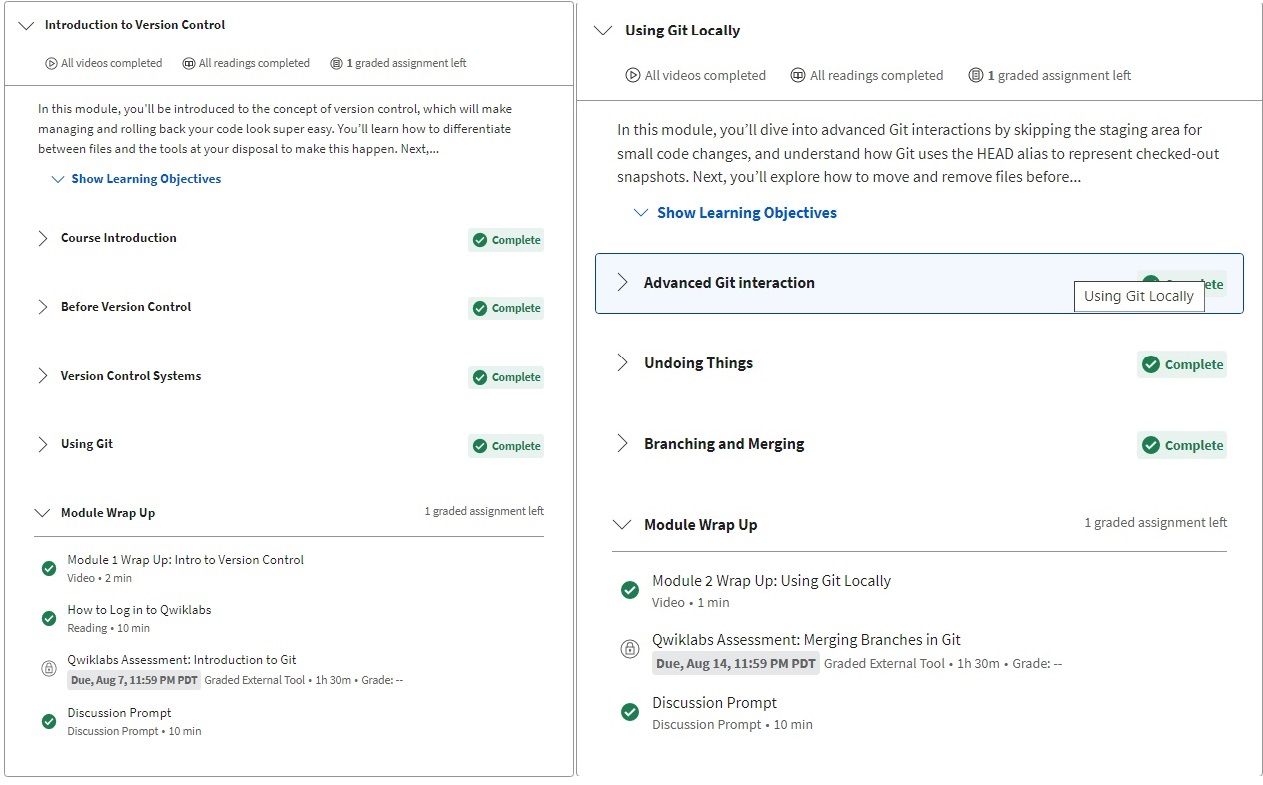 Introduction to Version Control
All videos completed All readings completed 1 graded assignment left
In this module, you'll be introduced to the concept of version control, which will make
managing and rolling back your code look super easy. You'll learn how to differentiate
between files and the tools at your disposal to make this happen. Next,...
Show Learning Objectives
Course Introduction Complete
Before Version Control Complete
Version Control Systems Complete
Using Git Complete
Module Wrap Up 1 graded assignment left
Module 1 Wrap Up: Intro to Version Control
Video • 2 min
How to Log in to Qwiklabs
Reading • 10 min
Qwiklabs Assessment: Introduction to Git
Due, Aug 7, 11:59 PM PDT Graded External Tool • 1h 30m • Grade: --
Discussion Prompt
Discussion Prompt • 10 min
Using Git Locally
All videos completed All readings completed 1 graded assignment left
In this module, you'll dive into advanced Git interactions by skipping the staging area for
small code changes, and understand how Git uses the HEAD alias to represent checked-out
snapshots. Next, you'll explore how to move and remove files before...
Show Learning Objectives
Advanced Git interaction
Using Git Locally
Undoing Things Complete
Branching and Merging Complete
Module Wrap Up 1 graded assignment left
Module 2 Wrap Up: Using Git Locally
Video • 1 min
Qwiklabs Assessment: Merging Branches in Git
Due, Aug 14, 11:59 PM PDT Graded External Tool • 1h 30m • Grade: --
Discussion Prompt
Discussion Prompt • 10 min